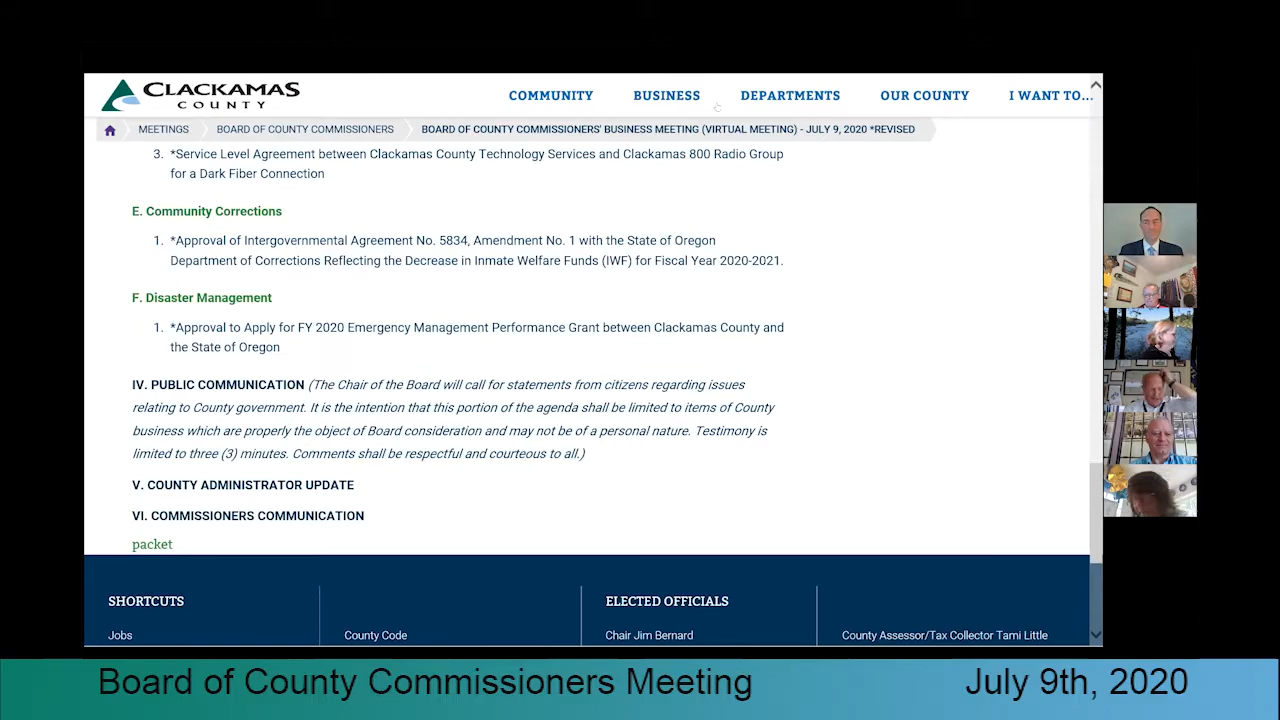 CLACKAMAS
COUNTY
COMMUNITY BUSINESS DEPARTMENTS OUR COUNTY I WANT TO...
MEETINGS BOARD OF COUNTY COMMISSIONERS BOARD OF COUNTY COMMISSIONERS' BUSINESS MEETING (VIRTUAL MEETING) - JULY 9, 2020 *REVISED
3. *Service Level Agreement between Clackamas County Technology Services and Clackamas 800 Radio Group
for a Dark Fiber Connection
E. Community Corrections
1. *Approval of Intergovernmental Agreement No. 5834, Amendment No. 1 with the State of Oregon
Department of Corrections Reflecting the Decrease in Inmate Welfare Funds (IWF) for Fiscal Year 2020-2021.
F. Disaster Management
1. *Approval to Apply for FY 2020 Emergency Management Performance Grant between Clackamas County and
the State of Oregon
IV. PUBLIC COMMUNICATION (The Chair of the Board will call for statements from citizens regarding issues
relating to County government. It is the intention that this portion of the agenda shall be limited to items of County
business which are properly the object of Board consideration and may not be of a personal nature. Testimony is
limited to three (3) minutes. Comments shall be respectful and courteous to all.)
V. COUNTY ADMINISTRATOR UPDATE
VI. COMMISSIONERS COMMUNICATION
packet
SHORTCUTS ELECTED OFFICIALS
Jobs County Code Chair Jim Bernard County Assessor/Tax Collector Tami Little
Board of County Commissioners Meeting July 9th, 2020